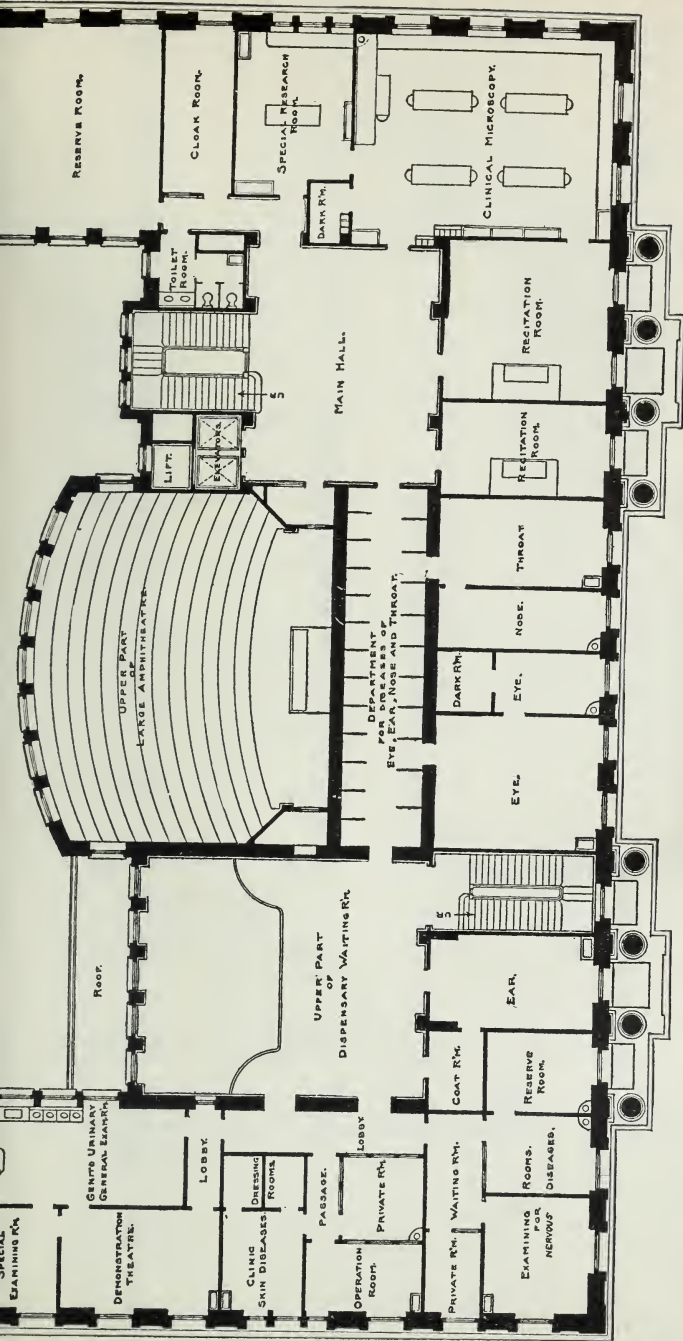 RESERVE ROOM.
CLOAK ROOM.
SPECIAL RESEARCH
ROOM.
CLINICAL MICROSCOPY.
DARK R'M.
TOILET
ROOM.
MAIN HALL.
RECITATION
ROOM.
LIFT.
ELEVATORS.
RECITATION
ROOM.
UPPER PART
OF
LARGE AMPHITHEATRE.
DEPARTMENT
FOR DISEASES OF
EYE, EAR, NOSE AND THROAT.
THROAT
NOSE.
DARK R'M.
EYE.
EYE.
ROOF.
UPPER PART
OF
DISPENSARY WAITING R'M.
UP
EAR.
COAT R'M.
RESERVE
ROOM.
GENITO URINARY
GENERAL EXAM. R'M.
LOBBY.
LOBBY
DRESSING
ROOMS.
PASSAGE.
PRIVATE R'M.
WAITING R'M.
ROOMS.
DISEASES.
SPECIAL
EXAMINING R'M.
DEMONSTRATION
THEATRE.
CLINIC
SKIN DISEASES.
OPERATION
ROOM.
PRIVATE R'M.
EXAMINING
FOR
NERVOUS